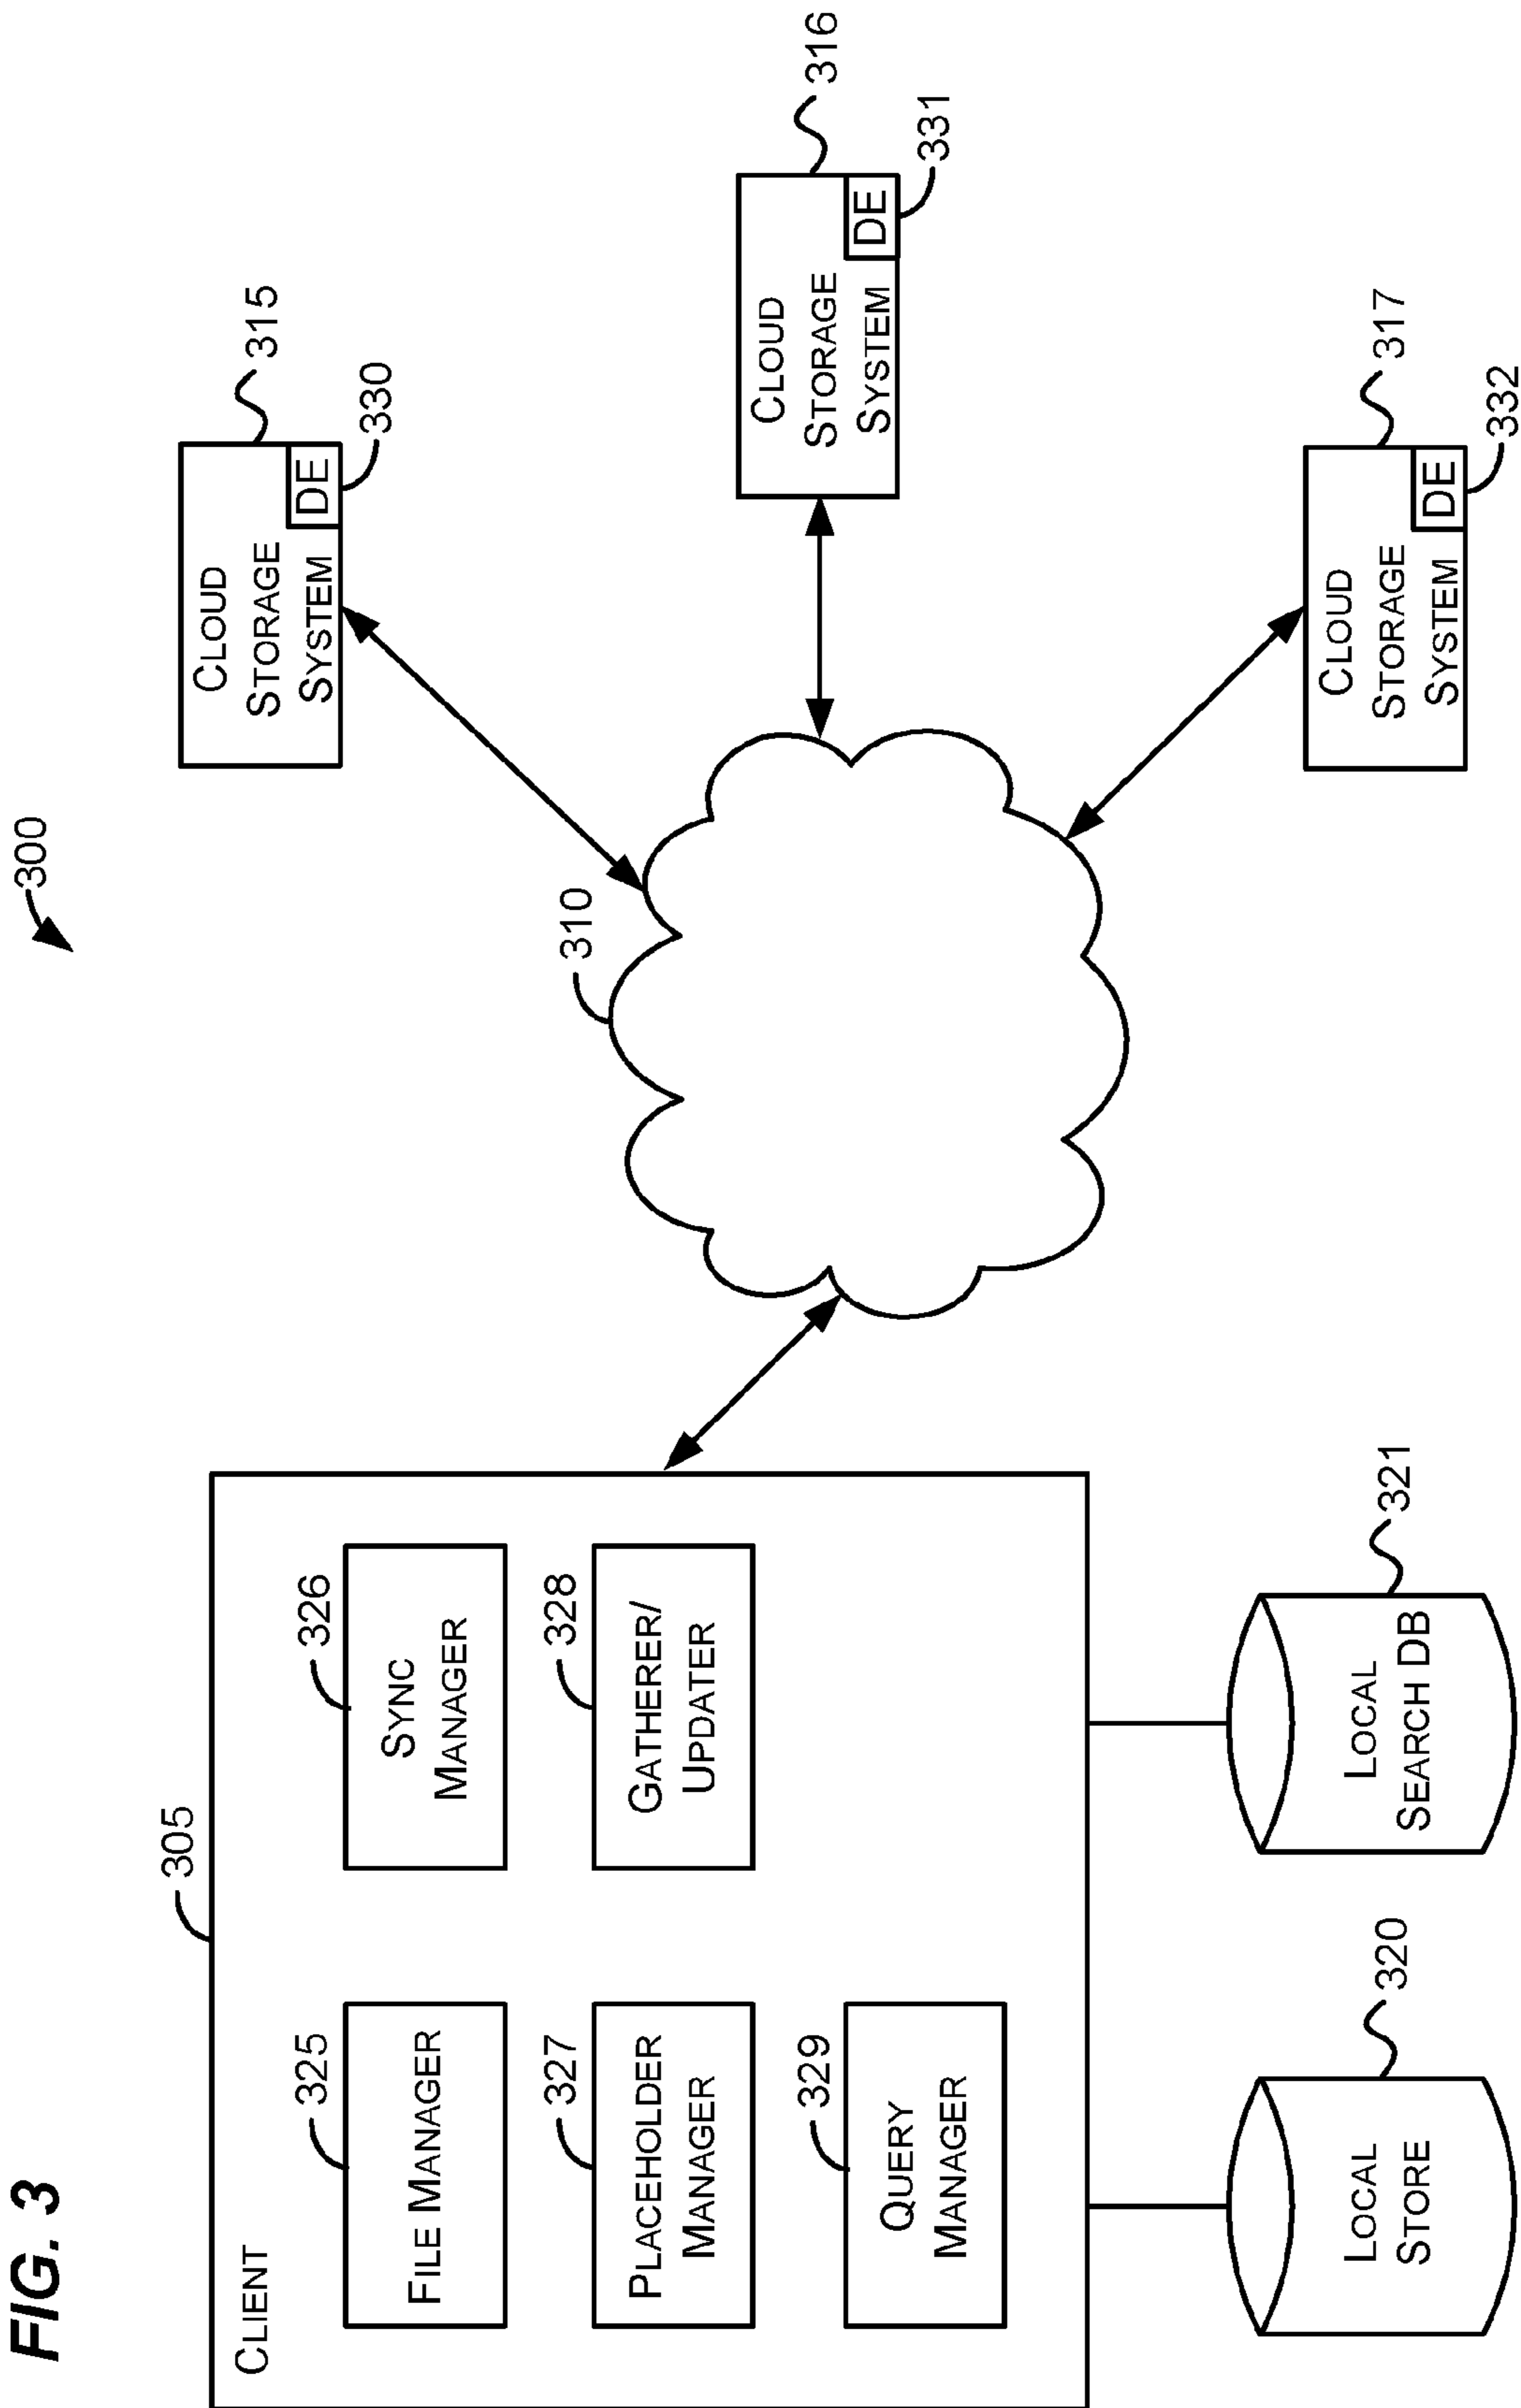 FIG. 3
300
305
CLIENT
325
FILE MANAGER
326
SYNC
MANAGER
327
PLACEHOLDER
MANAGER
328
GATHERER/
UPDATER
329
QUERY
MANAGER
320
LOCAL
STORE
321
LOCAL
SEARCH DB
310
315
CLOUD
STORAGE
SYSTEM
DE
330
316
CLOUD
STORAGE
SYSTEM
DE
331
317
CLOUD
STORAGE
SYSTEM
DE
332